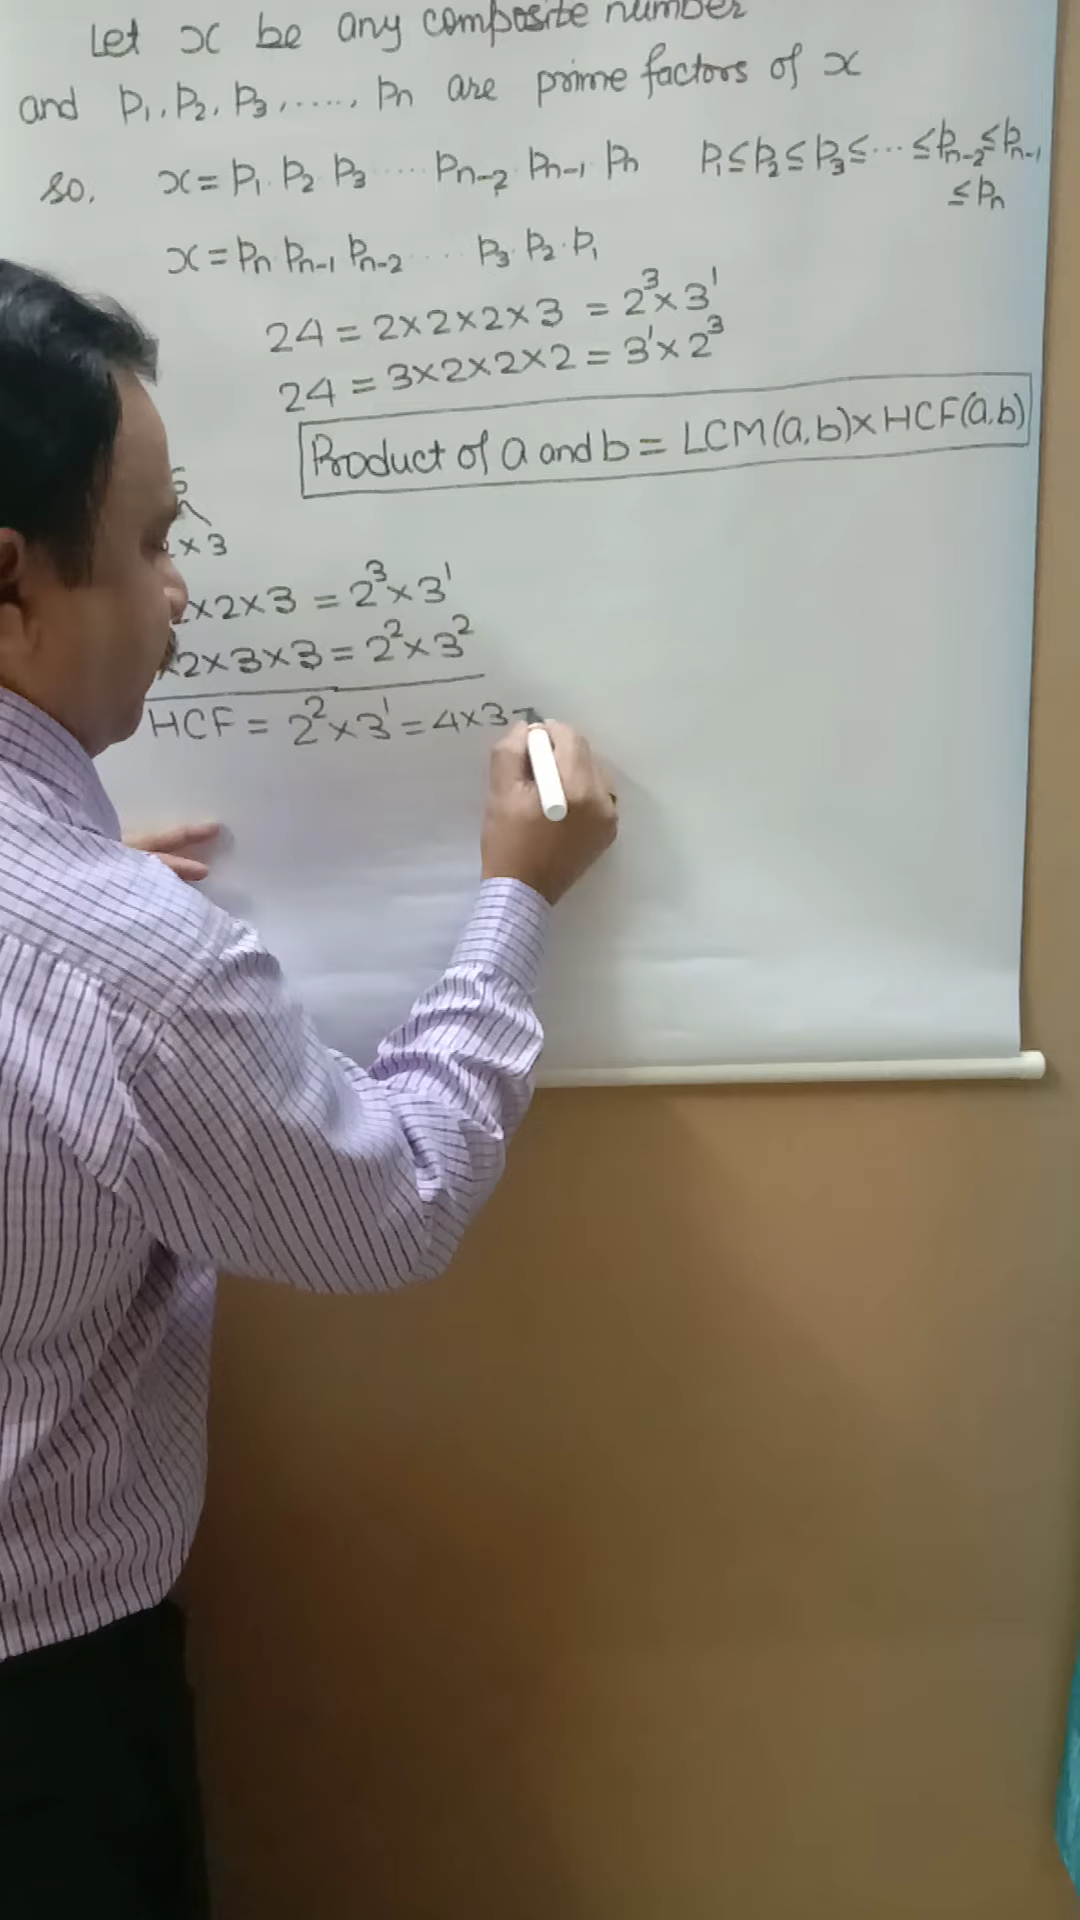 Let x be any composite number
and p₁, p₂, p₃, ....., pₙ are prime factors of x
so, x = p₁ p₂ p₃ .... pₙ₋₂ pₙ₋₁ pₙ p₁ ≤ p₂ ≤ p₃ ≤ ... ≤ pₙ₋₂ ≤ pₙ₋₁
≤ pₙ
x = pₙ pₙ₋₁ pₙ₋₂ .... p₃ p₂ p₁
24 = 2×2×2×3 = 2³×3¹
24 = 3×2×2×2 = 3¹×2³
Product of a and b = LCM(a,b)×HCF(a,b)
×3
×2×3 = 2³×3¹
2×3×3 = 2²×3²
HCF = 2²×3¹ = 4×3